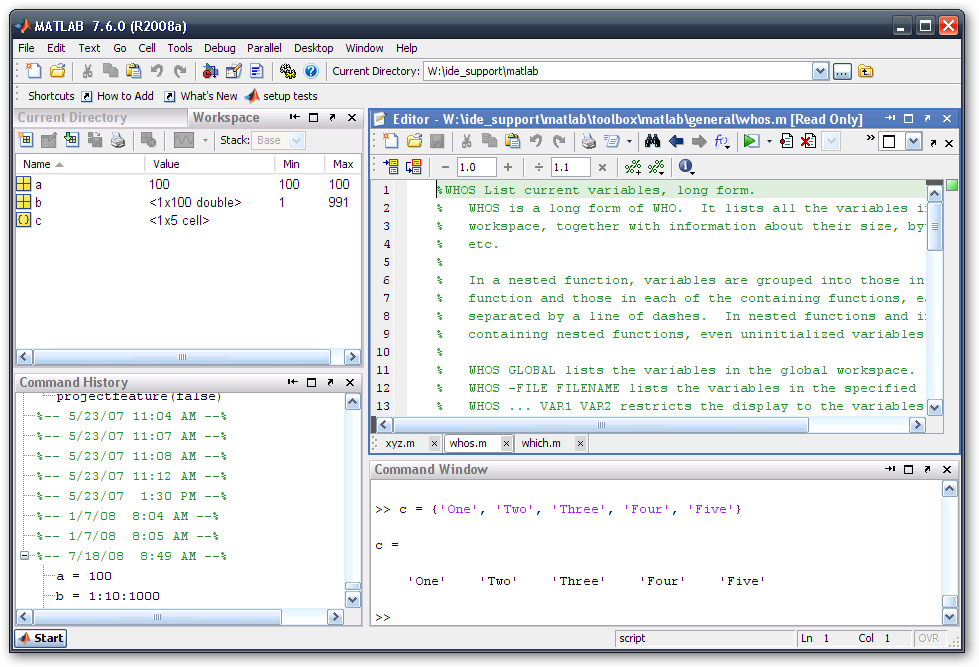 MATLAB 7.6.0 (R2008a)
File Edit Text Go Cell Tools Debug Parallel Desktop Window Help
Current Directory: W:\ide_support\matlab
Shortcuts How to Add What's New setup tests
Current Directory Workspace
Stack: Base
Name Value Min Max
a 100 100 100
b <1x100 double> 1 991
c <1x5 cell>
Command History
projectfeature(false)
%-- 5/23/07 11:04 AM --%
%-- 5/23/07 11:07 AM --%
%-- 5/23/07 11:08 AM --%
%-- 5/23/07 11:12 AM --%
%-- 5/23/07 1:30 PM --%
%-- 1/7/08 8:04 AM --%
%-- 1/7/08 8:05 AM --%
%-- 7/18/08 8:49 AM --%
a = 100
b = 1:10:1000
Editor - W:\ide_support\matlab\toolbox\matlab\general\whos.m [Read Only]
1.0 1.1
1 %WHOS List current variables, long form.
2 % WHOS is a long form of WHO. It lists all the variables i
3 % workspace, together with information about their size, by
4 % etc.
5 %
6 % In a nested function, variables are grouped into those in
7 % function and those in each of the containing functions, e
8 % separated by a line of dashes. In nested functions and i
9 % containing nested functions, even uninitialized variables
10 %
11 % WHOS GLOBAL lists the variables in the global workspace.
12 % WHOS -FILE FILENAME lists the variables in the specified
13 % WHOS ... VAR1 VAR2 restricts the display to the variables
xyz.m whos.m which.m
Command Window
>> c = {'One', 'Two', 'Three', 'Four', 'Five'}
c =
'One' 'Two' 'Three' 'Four' 'Five'
>>
Start script Ln 1 Col 1 OVR